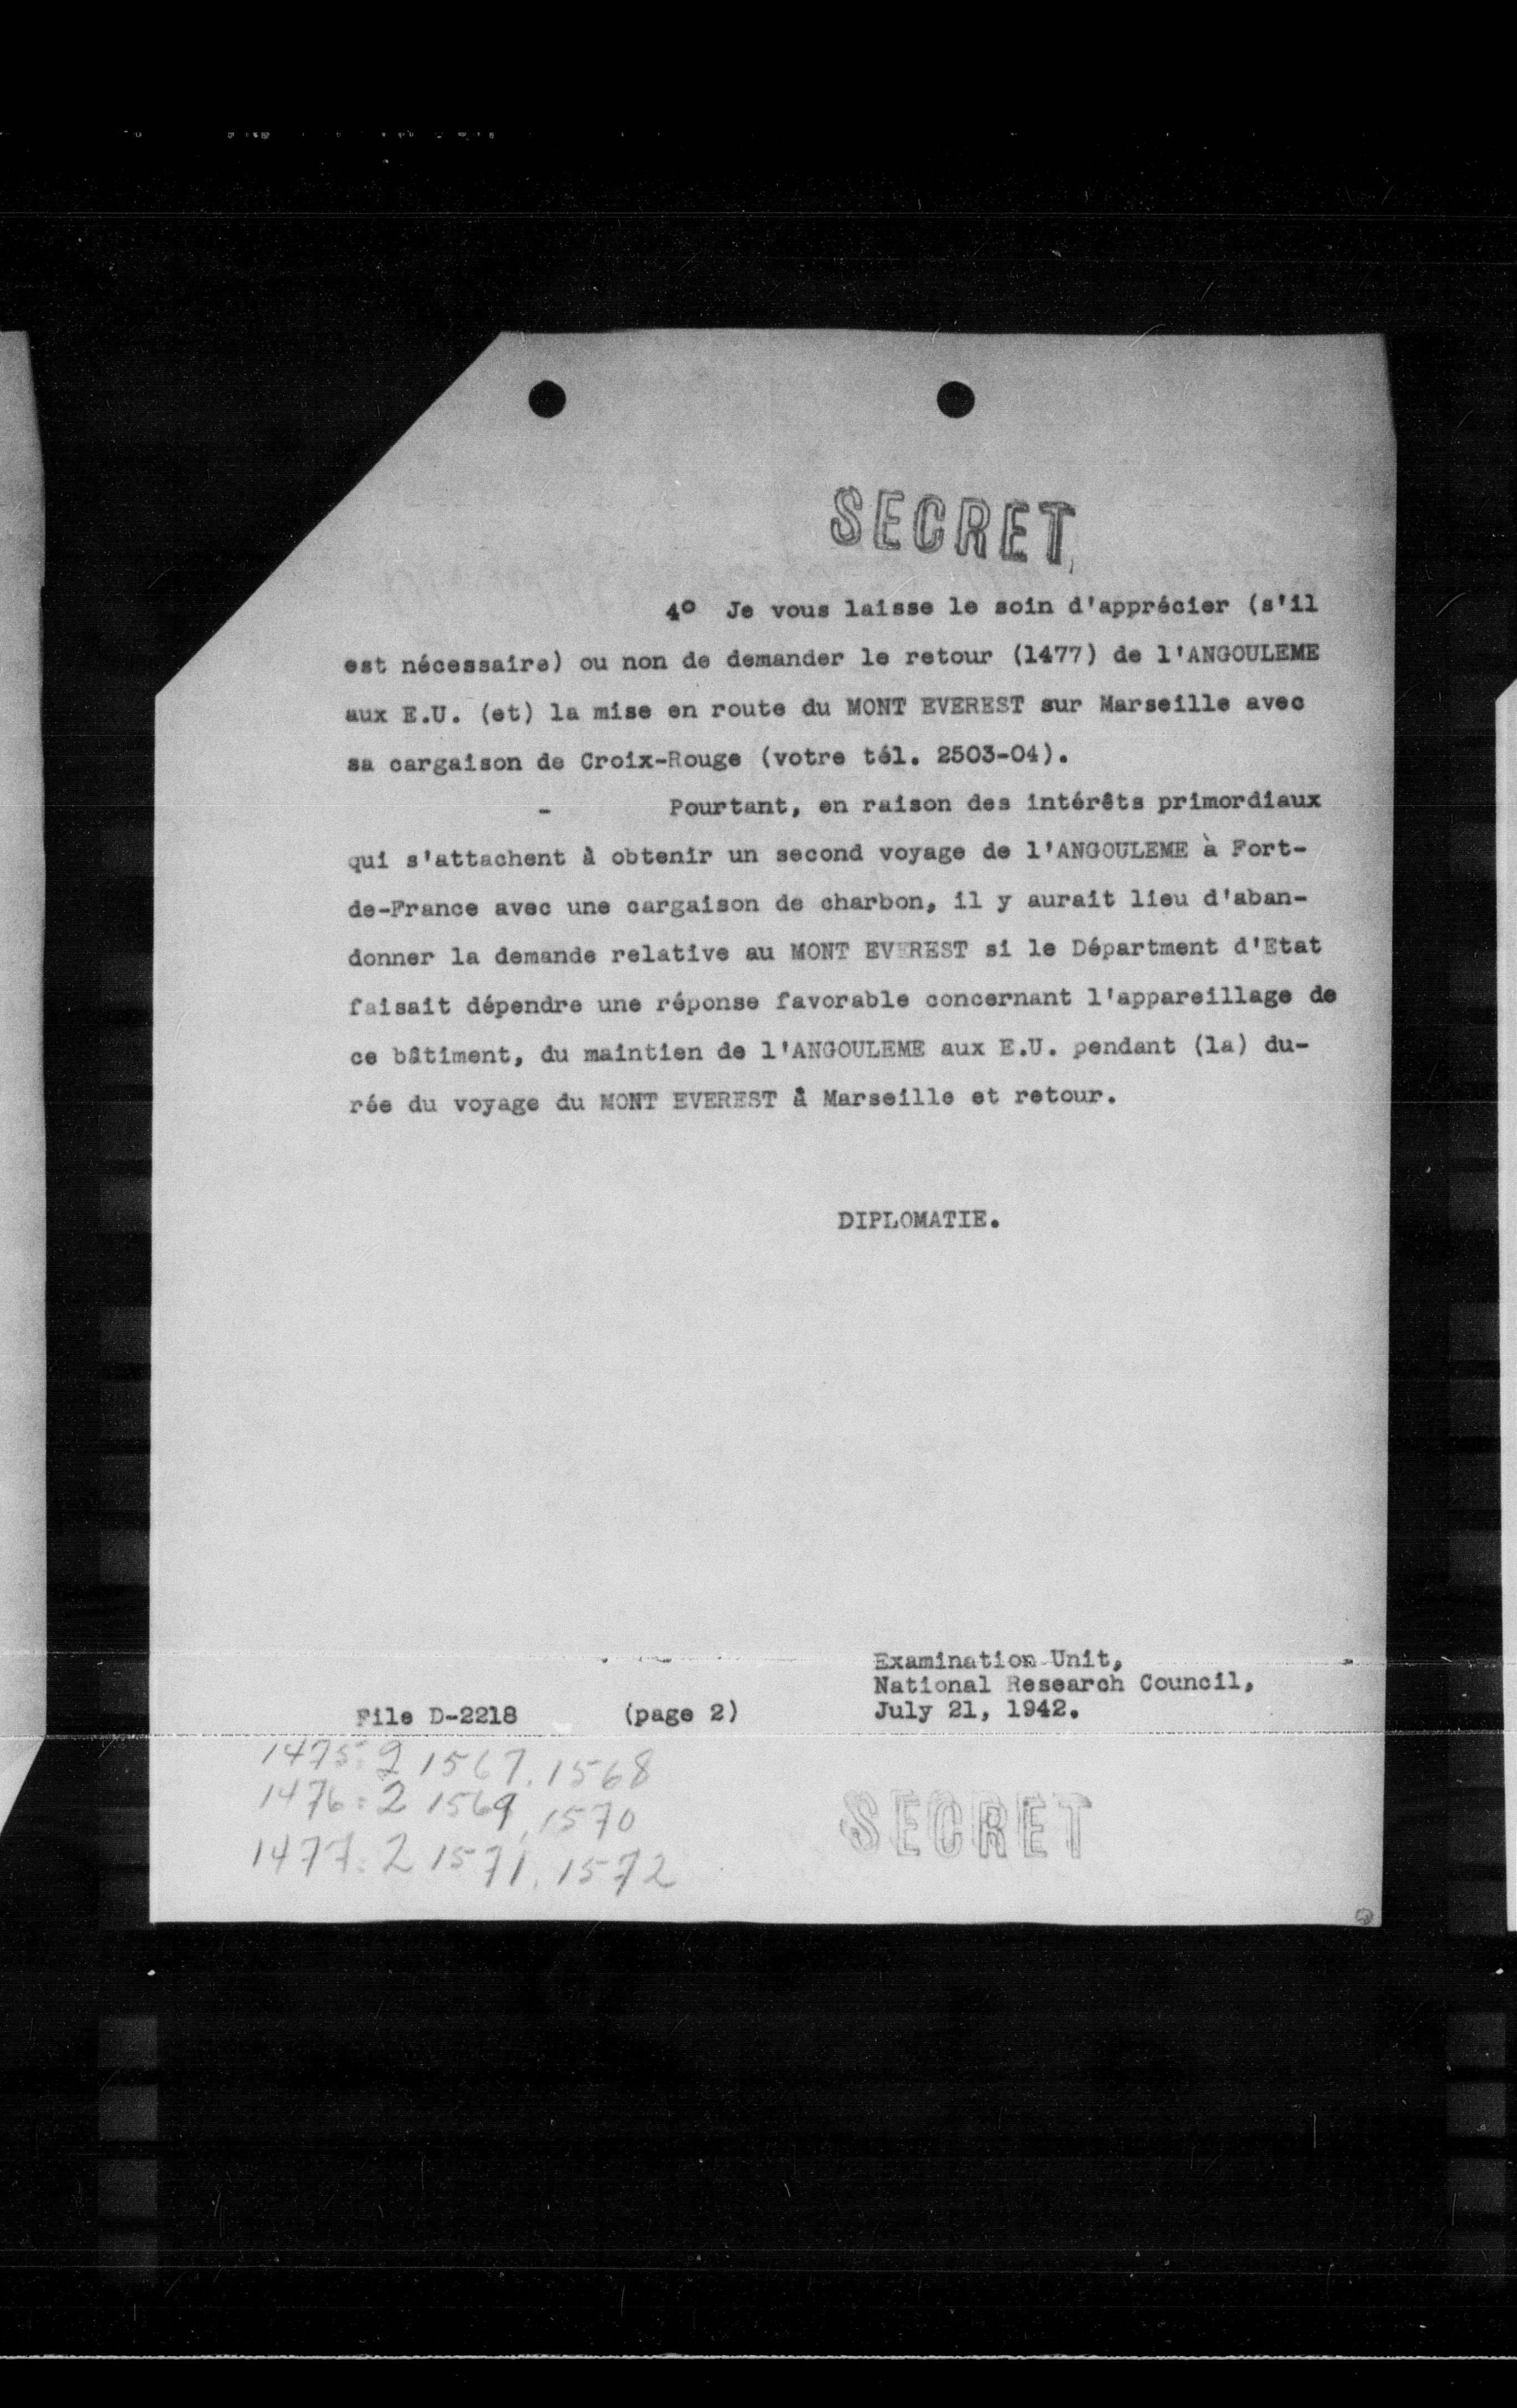 SECRET
4º Je vous laisse le soin d'apprécier (s'il
est nécessaire) ou non de demander le retour (1477) de l'ANGOULEME
aux E.U. (et) la mise en route du MONT EVEREST sur Marseille avec
sa cargaison de Croix-Rouge (votre tél. 2503-04).
- Pourtant, en raison des intérêts primordiaux
qui s'attachent à obtenir un second voyage de l'ANGOULEME à Fort-
de-France avec une cargaison de charbon, il y aurait lieu d'aban-
donner la demande relative au MONT EVEREST si le Départment d'Etat
faisait dépendre une réponse favorable concernant l'appareillage de
ce bâtiment, du maintien de l'ANGOULEME aux E.U. pendant (la) du-
rée du voyage du MONT EVEREST à Marseille et retour.
DIPLOMATIE.
Examination Unit,
National Research Council,
File D-2218 (page 2) July 21, 1942.
1475:2 1567, 1568
1476:2 1569, 1570
1477:2 1571, 1572
SECRET